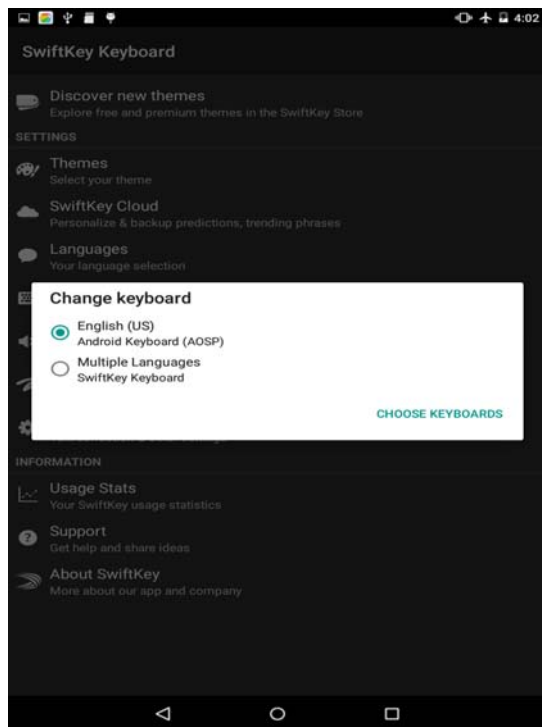 4:02
SwiftKey Keyboard
Discover new themes
Explore free and premium themes in the SwiftKey Store
SETTINGS
Themes
Select your theme
SwiftKey Cloud
Personalize & backup predictions, trending phrases
Languages
Your language selection
Change keyboard
English (US)
Android Keyboard (AOSP)
Multiple Languages
SwiftKey Keyboard
CHOOSE KEYBOARDS
INFORMATION
Usage Stats
Your SwiftKey usage statistics
Support
Get help and share ideas
About SwiftKey
More about our app and company